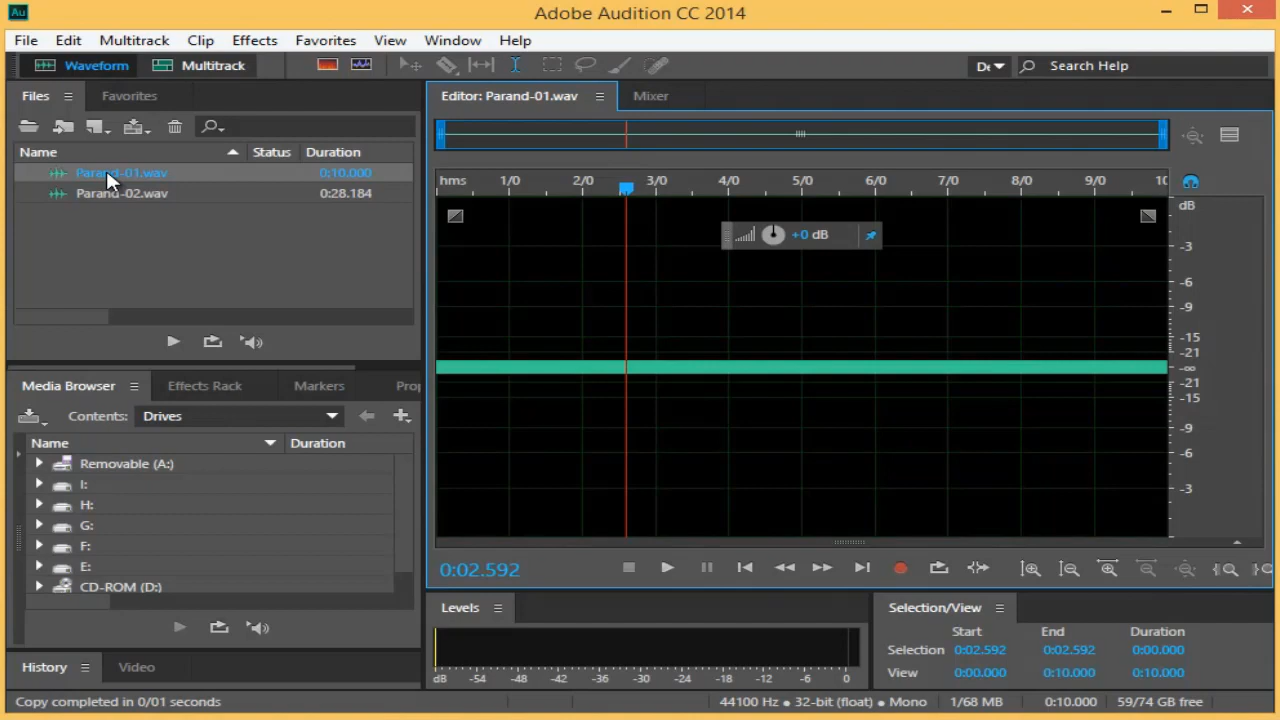 Au
Adobe Audition CC 2014
File Edit Multitrack Clip Effects Favorites View Window Help
Waveform Multitrack
Search Help
Files Favorites
Name Status Duration
Parand-01.wav 0:10.000
Parand-02.wav 0:28.184
Media Browser Effects Rack Markers
Contents: Drives
Name Duration
Removable (A:)
I:
H:
G:
F:
E:
CD-ROM (D:)
History Video
Editor: Parand-01.wav Mixer
hms 1/0 2/0 3/0 4/0 5/0 6/0 7/0 8/0 9/0 10
dB
+0 dB
-3
-6
-9
-15
-21
-∞
-21
-15
-9
-6
-3
0:02.592
Levels
dB -54 -48 -42 -36 -30 -24 -18 -12 -6 0
Selection/View
Start End Duration
Selection 0:02.592 0:02.592 0:00.000
View 0:00.000 0:10.000 0:10.000
Copy completed in 0/01 seconds
44100 Hz ● 32-bit (float) ● Mono 1/68 MB 0:10.000 59/74 GB free